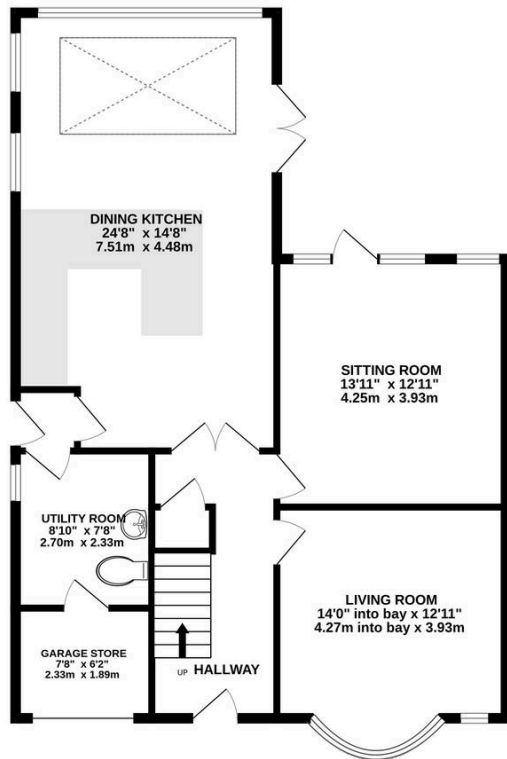 DINING KITCHEN
24'8" x 14'8"
7.51m x 4.48m
SITTING ROOM
13'11" x 12'11"
4.25m x 3.93m
UTILITY ROOM
8'10" x 7'8"
2.70m x 2.33m
LIVING ROOM
14'0" into bay x 12'11"
4.27m into bay x 3.93m
GARAGE STORE
7'8" x 6'2"
2.33m x 1.89m
UP HALLWAY